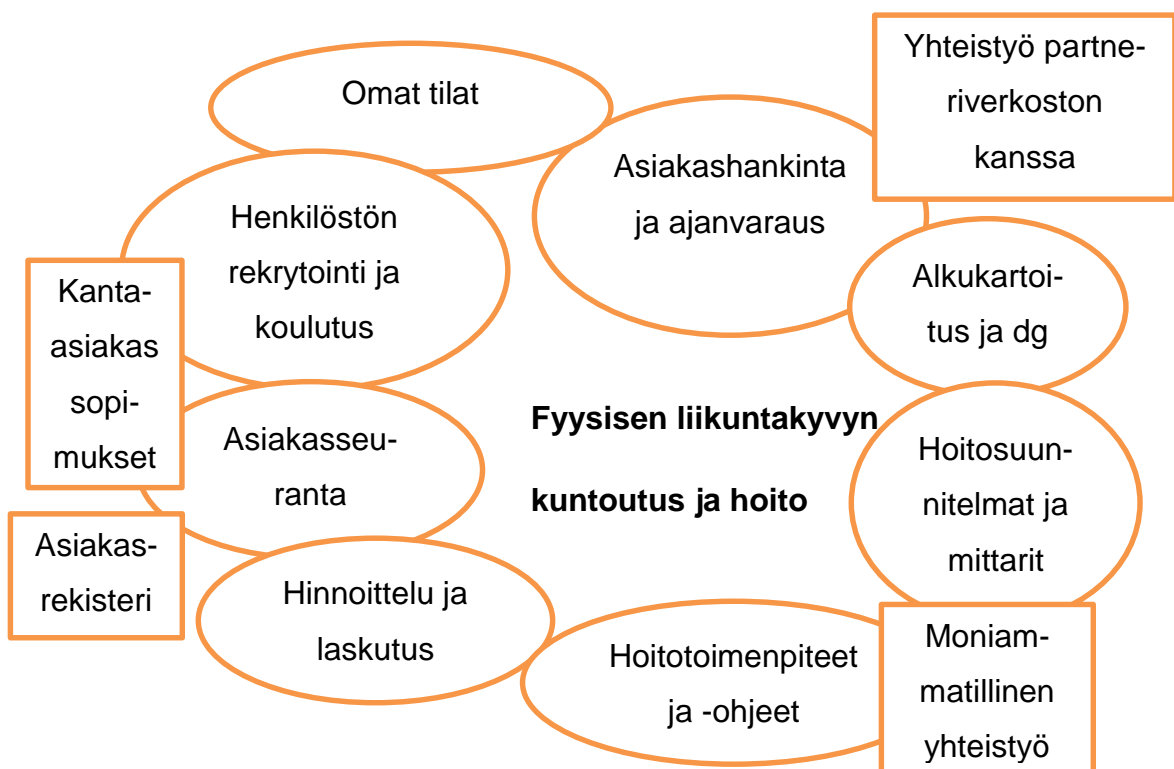 Omat tilat
Yhteistyö partne-
riverkoston
kanssa
Asiakashankinta
ja ajanvaraus
Henkilöstön
rekrytointi ja
koulutus
Kanta-
asiakas
sopi-
mukset
Alkukartoi-
tus ja dg
Fyysisen liikuntakyvyn
kuntoutus ja hoito
Asiakasseu-
ranta
Hoitosuun-
nitelmat ja
mittarit
Asiakas-
rekisteri
Hinnoittelu ja
laskutus
Hoitotoimenpiteet
ja -ohjeet
Moniam-
matillinen
yhteistyö